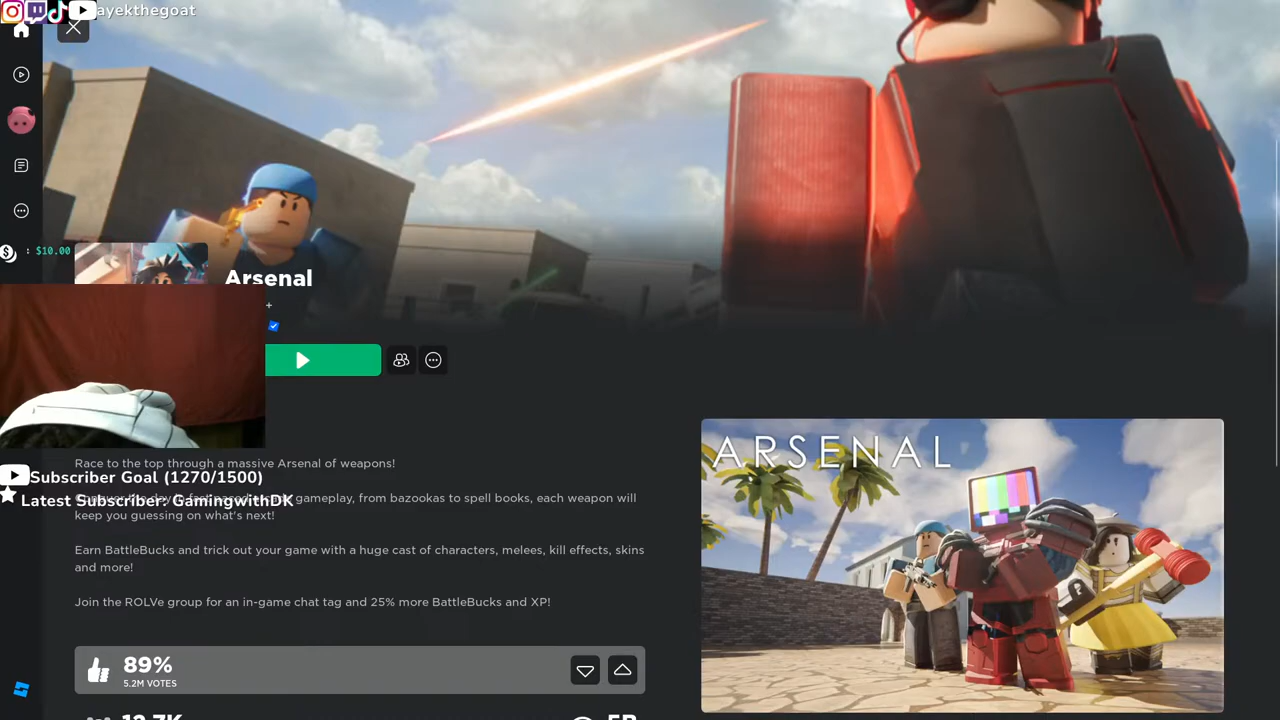 ayekthegoat
: $10.00
Arsenal
+
Race to the top through a massive Arsenal of weapons!
Subscriber Goal (1270/1500)
gameplay, from bazookas to spell books, each weapon will
Latest Subscriber: GamingwithDK
keep you guessing on what's next!
Earn BattleBucks and trick out your game with a huge cast of characters, melees, kill effects, skins
and more!
Join the ROLVe group for an in-game chat tag and 25% more BattleBucks and XP!
89%
5.2M VOTES
ARSENAL